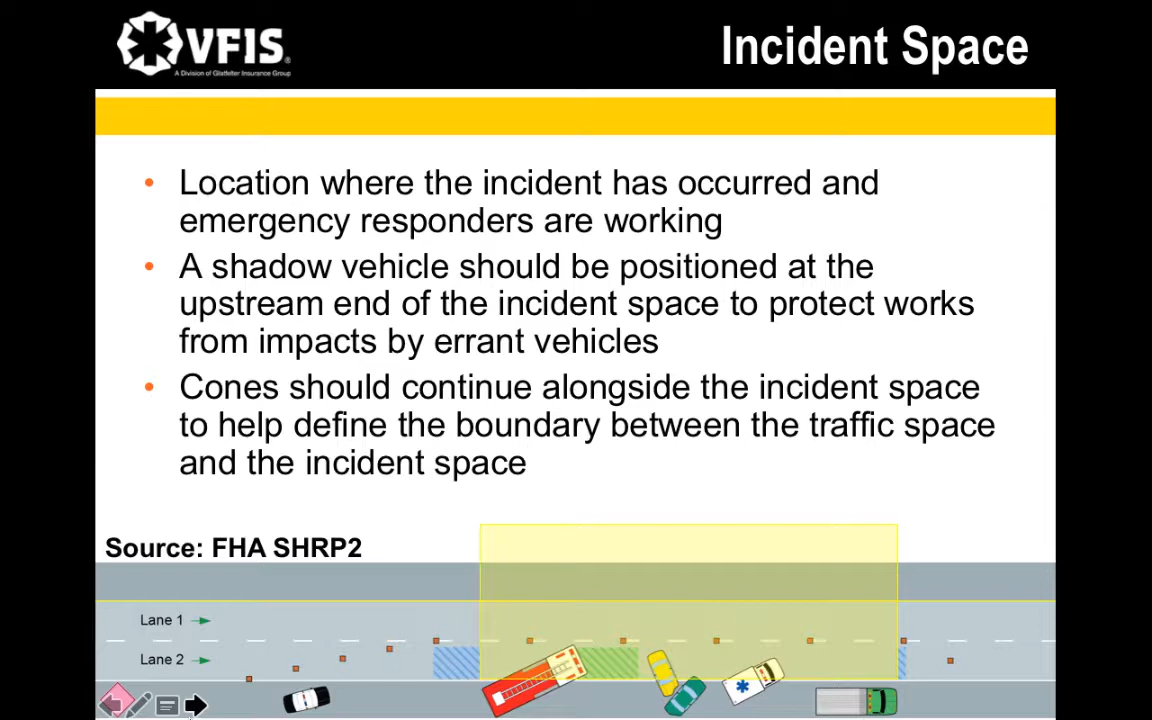 VFIS®
A Division of Glatfelter Insurance Group
Incident Space
• Location where the incident has occurred and
emergency responders are working
• A shadow vehicle should be positioned at the
upstream end of the incident space to protect works
from impacts by errant vehicles
• Cones should continue alongside the incident space
to help define the boundary between the traffic space
and the incident space
Source: FHA SHRP2
Lane 1
Lane 2